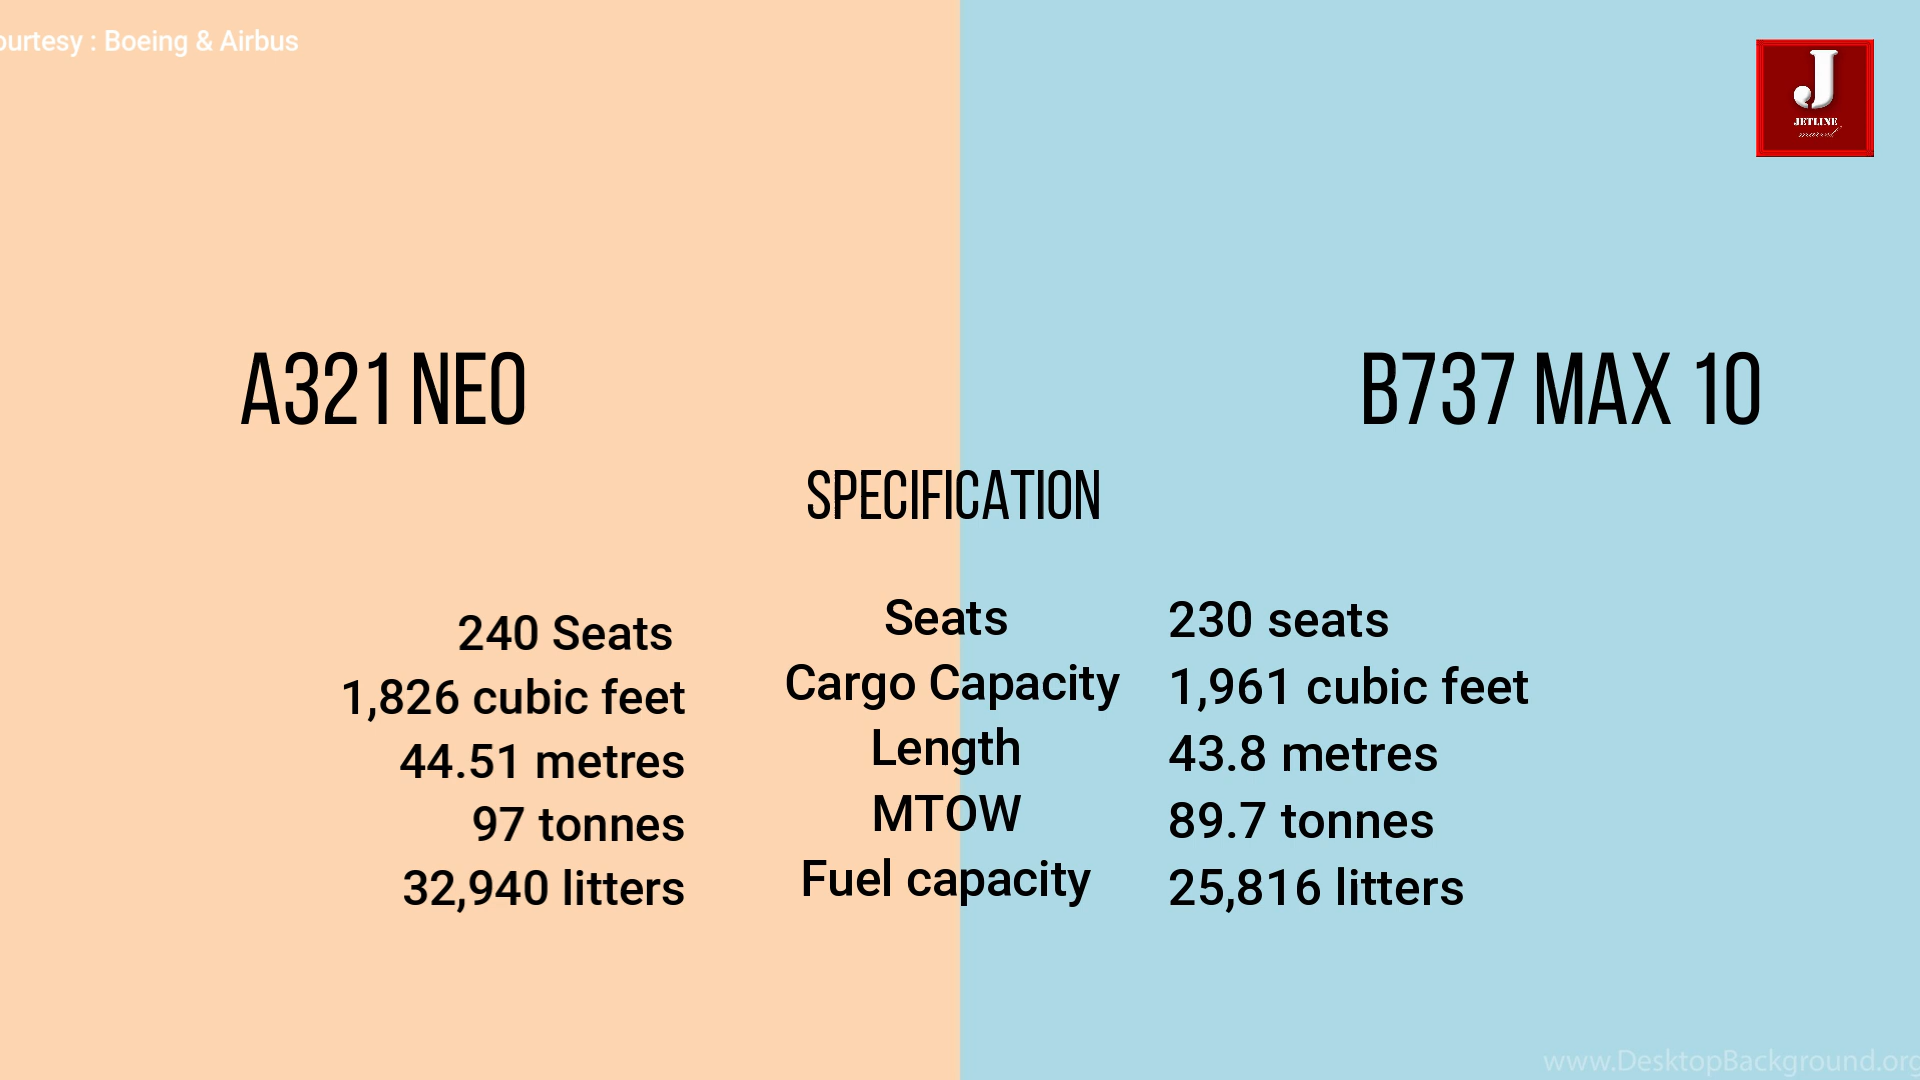 ourtesy : Boeing & Airbus
J
JETLINE
A321 NEO
B737 MAX 10
SPECIFICATION
240 Seats Seats 230 seats
1,826 cubic feet Cargo Capacity 1,961 cubic feet
44.51 metres Length 43.8 metres
97 tonnes MTOW 89.7 tonnes
32,940 litters Fuel capacity 25,816 litters
www.DesktopBackground.org